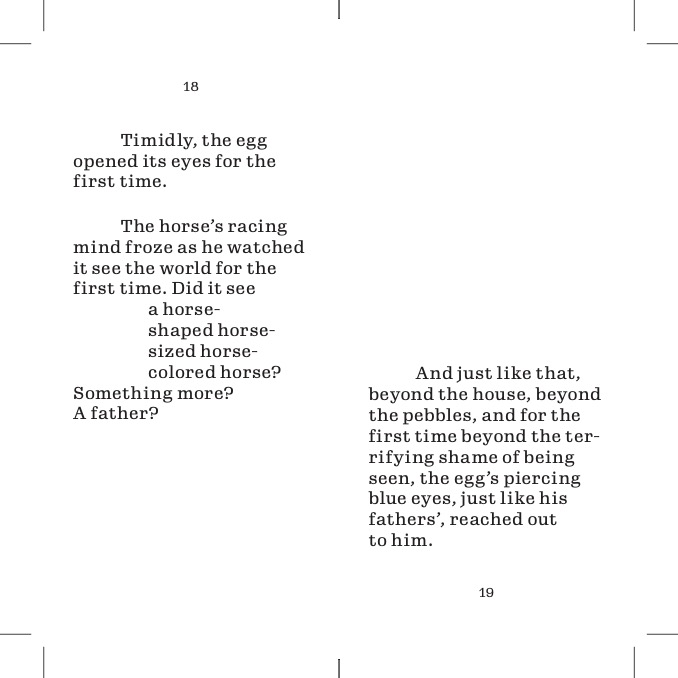 18
Timidly, the egg
opened its eyes for the
first time.
The horse’s racing
mind froze as he watched
it see the world for the
first time. Did it see
a horse-
shaped horse-
sized horse-
colored horse?
Something more?
A father?
And just like that,
beyond the house, beyond
the pebbles, and for the
first time beyond the ter-
rifying shame of being
seen, the egg’s piercing
blue eyes, just like his
fathers’, reached out
to him.
19